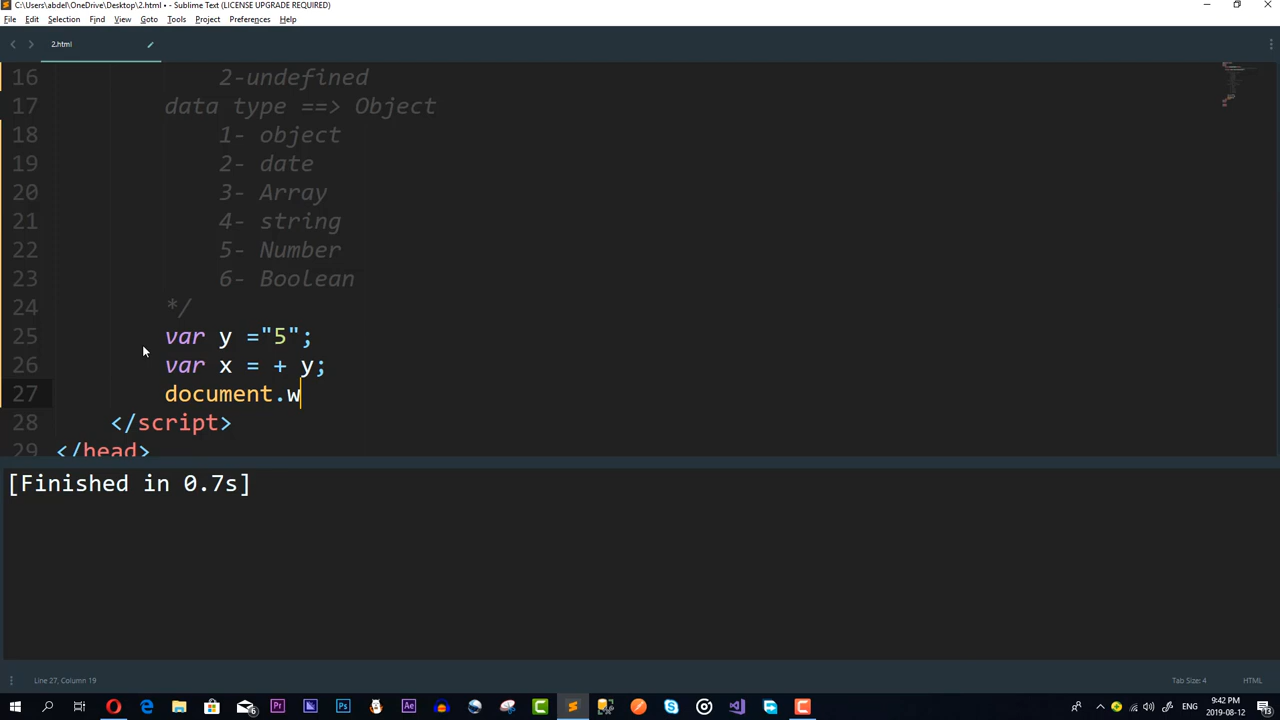 C:\Users\abdel\OneDrive\Desktop\2.html • - Sublime Text (LICENSE UPGRADE REQUIRED)
File Edit Selection Find View Goto Tools Project Preferences Help
2.html
16 2-undefined
17 data type ==> Object
18 1- object
19 2- date
20 3- Array
21 4- string
22 5- Number
23 6- Boolean
24 */
25 var y ="5";
26 var x = + y;
27 document.w
28 </script>
29 </head>
[Finished in 0.7s]
Line 27, Column 19
Tab Size: 4
HTML
9:42 PM
2019-08-12